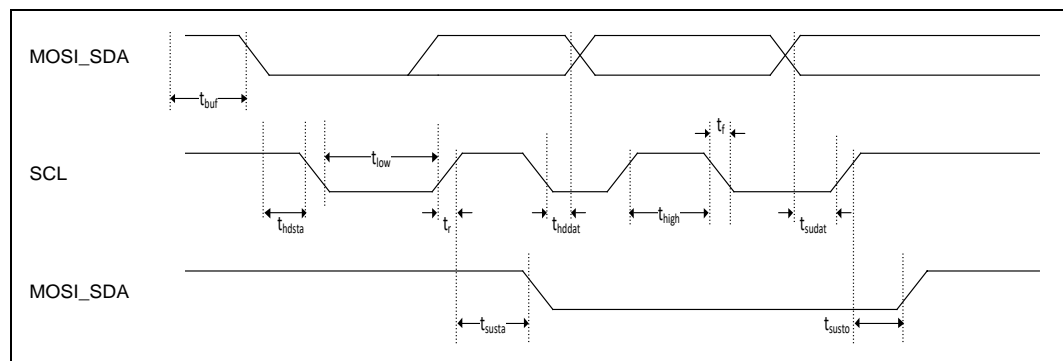 MOSI_SDA
tbuf
tf
tlow
SCL
thdsta
tr
thddat
thigh
tsudat
MOSI_SDA
tsusta
tsusto